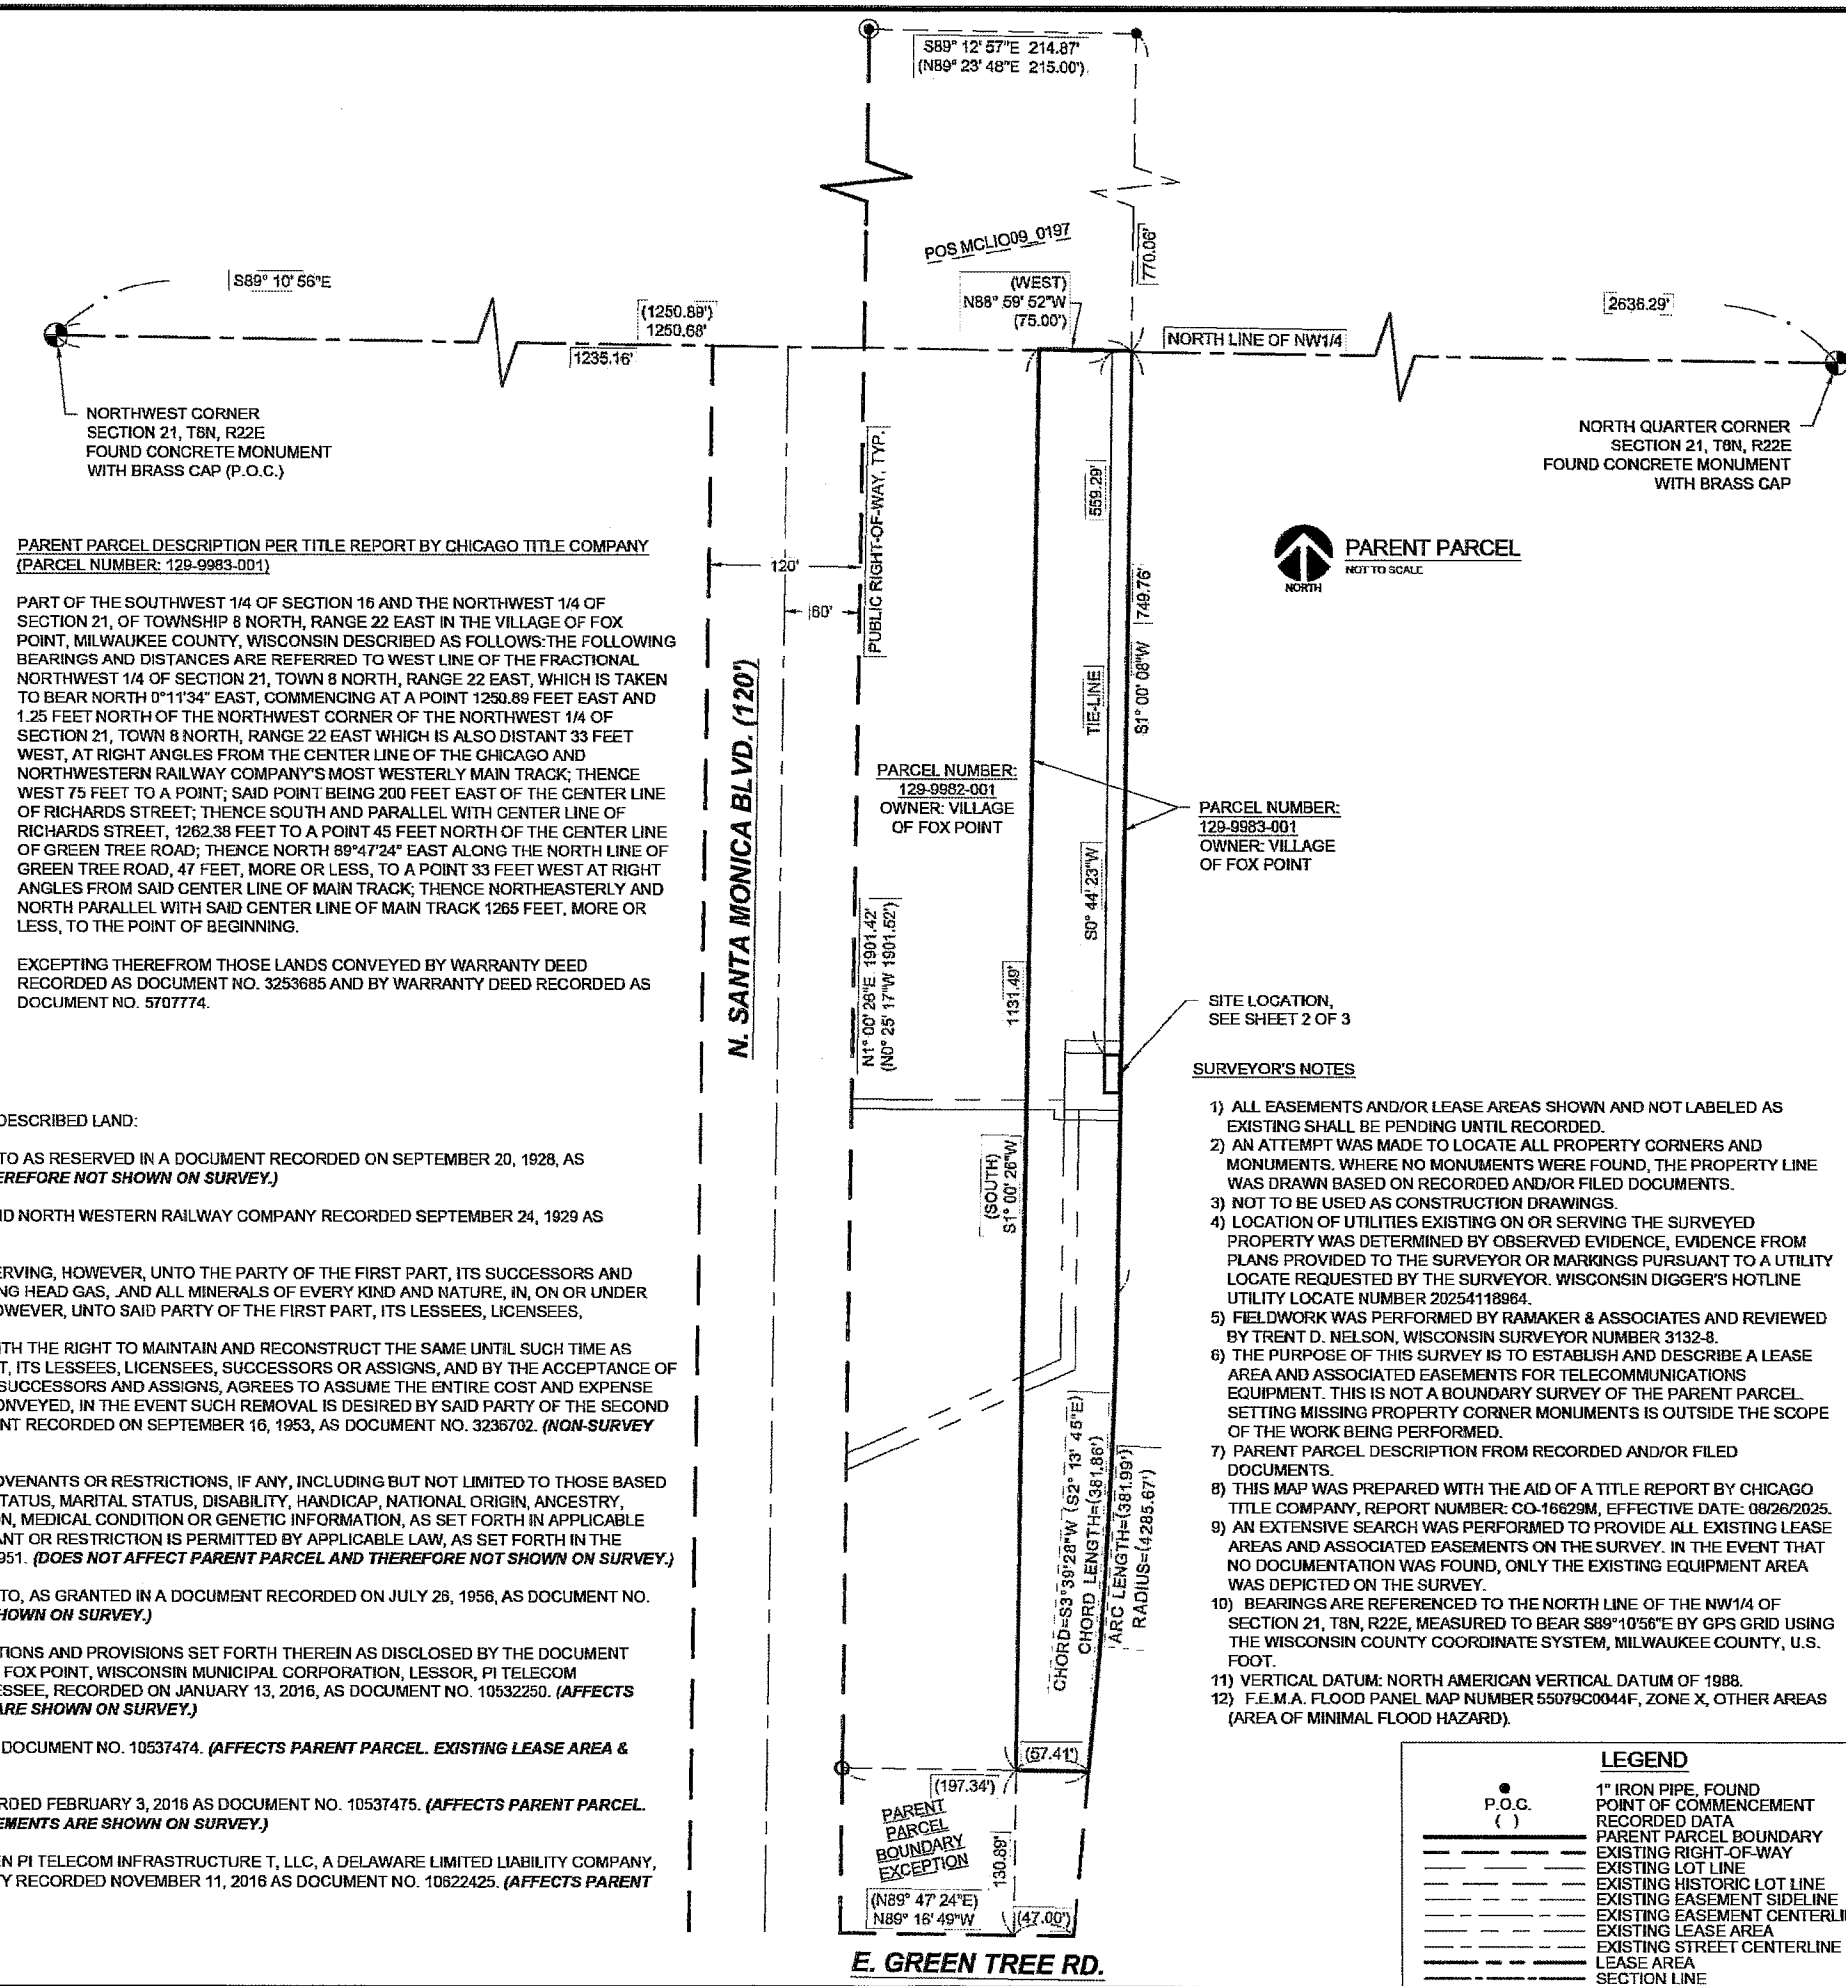 S89° 12' 57"E 214.87'
(N89° 23' 48"E 215.00')
POS MCLIO09_0197
770.06'
(WEST)
N88° 59' 52"W
(75.00')
S89° 10' 56"E
(1250.89')
1250.68'
1235.16'
NORTH LINE OF NW1/4
2636.29'
NORTHWEST CORNER
SECTION 21, T8N, R22E
FOUND CONCRETE MONUMENT
WITH BRASS CAP (P.O.C.)
NORTH QUARTER CORNER
SECTION 21, T8N, R22E
FOUND CONCRETE MONUMENT
WITH BRASS CAP
PARENT PARCEL
NOT TO SCALE
NORTH
PARENT PARCEL DESCRIPTION PER TITLE REPORT BY CHICAGO TITLE COMPANY
(PARCEL NUMBER: 129-9983-001)
PART OF THE SOUTHWEST 1/4 OF SECTION 16 AND THE NORTHWEST 1/4 OF
SECTION 21, OF TOWNSHIP 8 NORTH, RANGE 22 EAST IN THE VILLAGE OF FOX
POINT, MILWAUKEE COUNTY, WISCONSIN DESCRIBED AS FOLLOWS:THE FOLLOWING
BEARINGS AND DISTANCES ARE REFERRED TO WEST LINE OF THE FRACTIONAL
NORTHWEST 1/4 OF SECTION 21, TOWN 8 NORTH, RANGE 22 EAST, WHICH IS TAKEN
TO BEAR NORTH 0°11'34" EAST, COMMENCING AT A POINT 1250.89 FEET EAST AND
1.25 FEET NORTH OF THE NORTHWEST CORNER OF THE NORTHWEST 1/4 OF
SECTION 21, TOWN 8 NORTH, RANGE 22 EAST WHICH IS ALSO DISTANT 33 FEET
WEST, AT RIGHT ANGLES FROM THE CENTER LINE OF THE CHICAGO AND
NORTHWESTERN RAILWAY COMPANY'S MOST WESTERLY MAIN TRACK; THENCE
WEST 75 FEET TO A POINT; SAID POINT BEING 200 FEET EAST OF THE CENTER LINE
OF RICHARDS STREET; THENCE SOUTH AND PARALLEL WITH CENTER LINE OF
RICHARDS STREET, 1262.38 FEET TO A POINT 45 FEET NORTH OF THE CENTER LINE
OF GREEN TREE ROAD; THENCE NORTH 89°47'24" EAST ALONG THE NORTH LINE OF
GREEN TREE ROAD, 47 FEET, MORE OR LESS, TO A POINT 33 FEET WEST AT RIGHT
ANGLES FROM SAID CENTER LINE OF MAIN TRACK; THENCE NORTHEASTERLY AND
NORTH PARALLEL WITH SAID CENTER LINE OF MAIN TRACK 1265 FEET, MORE OR
LESS, TO THE POINT OF BEGINNING.
EXCEPTING THEREFROM THOSE LANDS CONVEYED BY WARRANTY DEED
RECORDED AS DOCUMENT NO. 3253685 AND BY WARRANTY DEED RECORDED AS
DOCUMENT NO. 5707774.
DESCRIBED LAND:
TO AS RESERVED IN A DOCUMENT RECORDED ON SEPTEMBER 20, 1928, AS
EREFORE NOT SHOWN ON SURVEY.)
ID NORTH WESTERN RAILWAY COMPANY RECORDED SEPTEMBER 24, 1929 AS
ERVING, HOWEVER, UNTO THE PARTY OF THE FIRST PART, ITS SUCCESSORS AND
NG HEAD GAS, AND ALL MINERALS OF EVERY KIND AND NATURE, IN, ON OR UNDER
OWEVER, UNTO SAID PARTY OF THE FIRST PART, ITS LESSEES, LICENSEES,
TH THE RIGHT TO MAINTAIN AND RECONSTRUCT THE SAME UNTIL SUCH TIME AS
T, ITS LESSEES, LICENSEES, SUCCESSORS OR ASSIGNS, AND BY THE ACCEPTANCE OF
SUCCESSORS AND ASSIGNS, AGREES TO ASSUME THE ENTIRE COST AND EXPENSE
ONVEYED, IN THE EVENT SUCH REMOVAL IS DESIRED BY SAID PARTY OF THE SECOND
NT RECORDED ON SEPTEMBER 16, 1953, AS DOCUMENT NO. 3236702. (NON-SURVEY
OVENANTS OR RESTRICTIONS, IF ANY, INCLUDING BUT NOT LIMITED TO THOSE BASED
TATUS, MARITAL STATUS, DISABILITY, HANDICAP, NATIONAL ORIGIN, ANCESTRY,
N, MEDICAL CONDITION OR GENETIC INFORMATION, AS SET FORTH IN APPLICABLE
ANT OR RESTRICTION IS PERMITTED BY APPLICABLE LAW, AS SET FORTH IN THE
951. (DOES NOT AFFECT PARENT PARCEL AND THEREFORE NOT SHOWN ON SURVEY.)
TO, AS GRANTED IN A DOCUMENT RECORDED ON JULY 26, 1956, AS DOCUMENT NO.
HOWN ON SURVEY.)
TIONS AND PROVISIONS SET FORTH THEREIN AS DISCLOSED BY THE DOCUMENT
FOX POINT, WISCONSIN MUNICIPAL CORPORATION, LESSOR, PI TELECOM
ESSEE, RECORDED ON JANUARY 13, 2016, AS DOCUMENT NO. 10532250. (AFFECTS
ARE SHOWN ON SURVEY.)
DOCUMENT NO. 10537474. (AFFECTS PARENT PARCEL. EXISTING LEASE AREA &
RDED FEBRUARY 3, 2016 AS DOCUMENT NO. 10537475. (AFFECTS PARENT PARCEL.
EMENTS ARE SHOWN ON SURVEY.)
EN PI TELECOM INFRASTRUCTURE T, LLC, A DELAWARE LIMITED LIABILITY COMPANY,
Y RECORDED NOVEMBER 11, 2016 AS DOCUMENT NO. 10622425. (AFFECTS PARENT
120'
60'
PUBLIC RIGHT-OF-WAY, TYP.
N. SANTA MONICA BLVD. (120')
559.29'
TIE-LINE
S0° 44' 23"W
S1° 00' 08"W 749.76'
PARCEL NUMBER:
129-9982-001
OWNER: VILLAGE
OF FOX POINT
PARCEL NUMBER:
129-9983-001
OWNER: VILLAGE
OF FOX POINT
N1° 00' 26"E 1901.42'
(N0° 25' 17"W 1901.52')
1131.49'
(SOUTH)
S1° 00' 26"W
SITE LOCATION,
SEE SHEET 2 OF 3
CHORD=S3°39'28"W (S2° 13' 45"E)
CHORD LENGTH=(381.86')
ARC LENGTH=(381.99')
RADIUS=(4285.67')
(57.41')
(197.34')
PARENT
PARCEL
BOUNDARY
EXCEPTION
130.89'
(N89° 47' 24"E)
N89° 16' 49"W
(47.00')
E. GREEN TREE RD.
SURVEYOR'S NOTES
1) ALL EASEMENTS AND/OR LEASE AREAS SHOWN AND NOT LABELED AS
EXISTING SHALL BE PENDING UNTIL RECORDED.
2) AN ATTEMPT WAS MADE TO LOCATE ALL PROPERTY CORNERS AND
MONUMENTS. WHERE NO MONUMENTS WERE FOUND, THE PROPERTY LINE
WAS DRAWN BASED ON RECORDED AND/OR FILED DOCUMENTS.
3) NOT TO BE USED AS CONSTRUCTION DRAWINGS.
4) LOCATION OF UTILITIES EXISTING ON OR SERVING THE SURVEYED
PROPERTY WAS DETERMINED BY OBSERVED EVIDENCE, EVIDENCE FROM
PLANS PROVIDED TO THE SURVEYOR OR MARKINGS PURSUANT TO A UTILITY
LOCATE REQUESTED BY THE SURVEYOR. WISCONSIN DIGGER'S HOTLINE
UTILITY LOCATE NUMBER 20254118964.
5) FIELDWORK WAS PERFORMED BY RAMAKER & ASSOCIATES AND REVIEWED
BY TRENT D. NELSON, WISCONSIN SURVEYOR NUMBER 3132-8.
6) THE PURPOSE OF THIS SURVEY IS TO ESTABLISH AND DESCRIBE A LEASE
AREA AND ASSOCIATED EASEMENTS FOR TELECOMMUNICATIONS
EQUIPMENT. THIS IS NOT A BOUNDARY SURVEY OF THE PARENT PARCEL.
SETTING MISSING PROPERTY CORNER MONUMENTS IS OUTSIDE THE SCOPE
OF THE WORK BEING PERFORMED.
7) PARENT PARCEL DESCRIPTION FROM RECORDED AND/OR FILED
DOCUMENTS.
8) THIS MAP WAS PREPARED WITH THE AID OF A TITLE REPORT BY CHICAGO
TITLE COMPANY, REPORT NUMBER: CO-16629M, EFFECTIVE DATE: 08/26/2025.
9) AN EXTENSIVE SEARCH WAS PERFORMED TO PROVIDE ALL EXISTING LEASE
AREAS AND ASSOCIATED EASEMENTS ON THE SURVEY. IN THE EVENT THAT
NO DOCUMENTATION WAS FOUND, ONLY THE EXISTING EQUIPMENT AREA
WAS DEPICTED ON THE SURVEY.
10) BEARINGS ARE REFERENCED TO THE NORTH LINE OF THE NW1/4 OF
SECTION 21, T8N, R22E, MEASURED TO BEAR S89°10'56"E BY GPS GRID USING
THE WISCONSIN COUNTY COORDINATE SYSTEM, MILWAUKEE COUNTY, U.S.
FOOT.
11) VERTICAL DATUM: NORTH AMERICAN VERTICAL DATUM OF 1988.
12) F.E.M.A. FLOOD PANEL MAP NUMBER 55079C0044F, ZONE X, OTHER AREAS
(AREA OF MINIMAL FLOOD HAZARD).
LEGEND
1" IRON PIPE, FOUND
P.O.C. POINT OF COMMENCEMENT
( ) RECORDED DATA
PARENT PARCEL BOUNDARY
EXISTING RIGHT-OF-WAY
EXISTING LOT LINE
EXISTING HISTORIC LOT LINE
EXISTING EASEMENT SIDELINE
EXISTING EASEMENT CENTERLI
EXISTING LEASE AREA
EXISTING STREET CENTERLINE
LEASE AREA
SECTION LINE